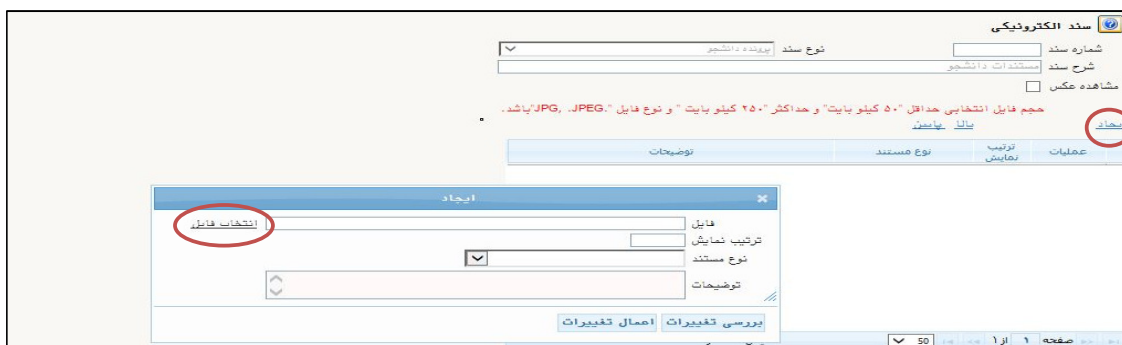 سند الکترونیکی
شماره سند نوع سند پرونده دانشجو
شرح سند مستندات دانشجو
مشاهده عکس
حجم فایل انتخابی حداقل "۵۰ کیلو بایت" و حداکثر "۲۵۰ کیلو بایت " و نوع فایل "JPG, .JPEG."باشد.
ایجاد بالا پایین
عملیات ترتیب نمایش نوع مستند توضیحات
ایجاد
فایل انتخاب فایل
ترتیب نمایش
نوع مستند
توضیحات
بررسی تغییرات اعمال تغییرات
صفحه ۱ از۱ 50